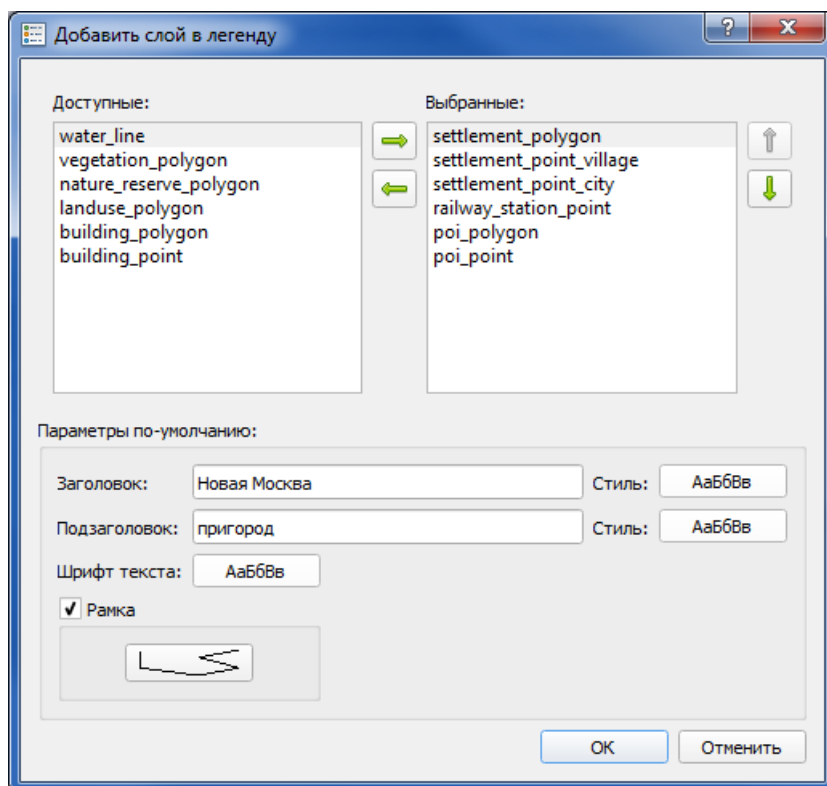 Добавить слой в легенду
Доступные:
water_line
vegetation_polygon
nature_reserve_polygon
landuse_polygon
building_polygon
building_point
Выбранные:
settlement_polygon
settlement_point_village
settlement_point_city
railway_station_point
poi_polygon
poi_point
Параметры по-умолчанию:
Заголовок: Новая Москва Стиль: АаБбВв
Подзаголовок: пригород Стиль: АаБбВв
Шрифт текста: АаБбВв
Рамка
ОК Отменить